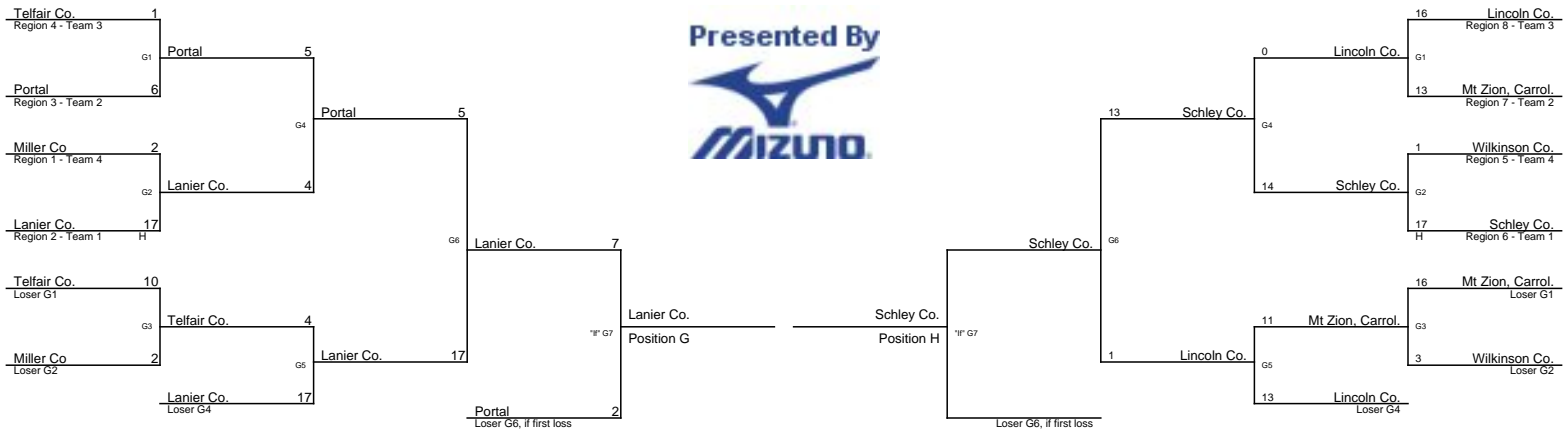 Telfair Co. 1
Region 4 - Team 3
G1
Portal 5
Portal 6
Region 3 - Team 2
G4
Portal 5
Miller Co. 2
Region 1 - Team 4
G2
Lanier Co. 4
Lanier Co. 17
Region 2 - Team 1 H
G6
Lanier Co. 7
Telfair Co. 10
Loser G1
G3
Telfair Co. 4
Miller Co 2
Loser G2
G5
Lanier Co. 17
Lanier Co. 17
Loser G4
Portal 2
Loser G6, if first loss
"If" G7
Lanier Co.
Position G
Presented By
MIZUNO
16 Lincoln Co.
Region 8 - Team 3
G1
0 Lincoln Co.
13 Mt Zion, Carrol.
Region 7 - Team 2
G4
13 Schley Co.
1 Wilkinson Co.
Region 5 - Team 4
G2
14 Schley Co.
17 Schley Co.
H Region 6 - Team 1
G6
Schley Co.
16 Mt Zion, Carrol.
Loser G1
G3
11 Mt Zion, Carrol.
3 Wilkinson Co.
Loser G2
G5
1 Lincoln Co.
13 Lincoln Co.
Loser G4
Loser G6, if first loss
"If" G7
Schley Co.
Position H